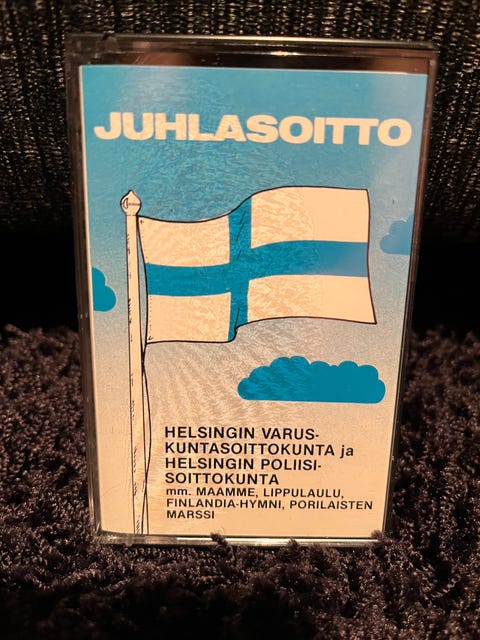 JUHLASOITTO
HELSINGIN VARUS-
KUNTASOITTOKUNTA ja
HELSINGIN POLIISI-
SOITTOKUNTA
mm. MAAMME, LIPPULAULU,
FINLANDIA-HYMNI, PORILAISTEN
MARSSI